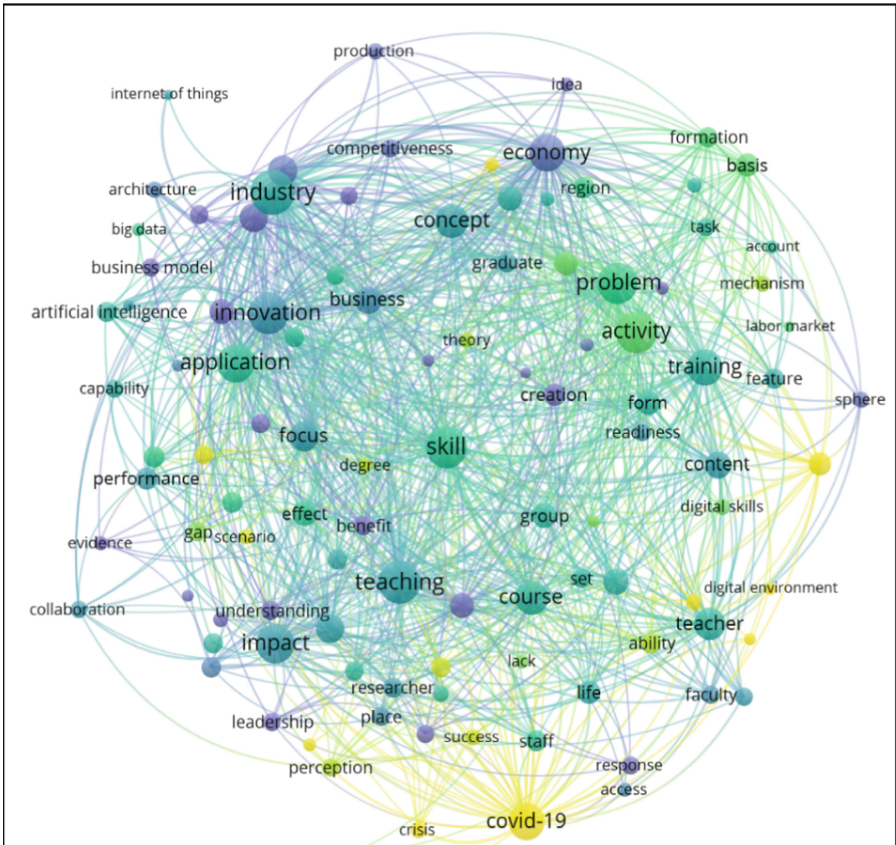 production
idea
internet of things
formation
competitiveness
economy
basis
architecture
industry
region
concept
task
big data
account
business model
graduate
problem
mechanism
artificial intelligence
innovation
business
activity
labor market
theory
application
training
feature
capability
creation
form
sphere
focus
readiness
skill
degree
content
performance
digital skills
effect
group
gap
scenario
benefit
evidence
teaching
set
digital environment
course
collaboration
understanding
teacher
impact
ability
lack
researcher
life
faculty
place
leadership
success
staff
perception
response
access
covid-19
crisis